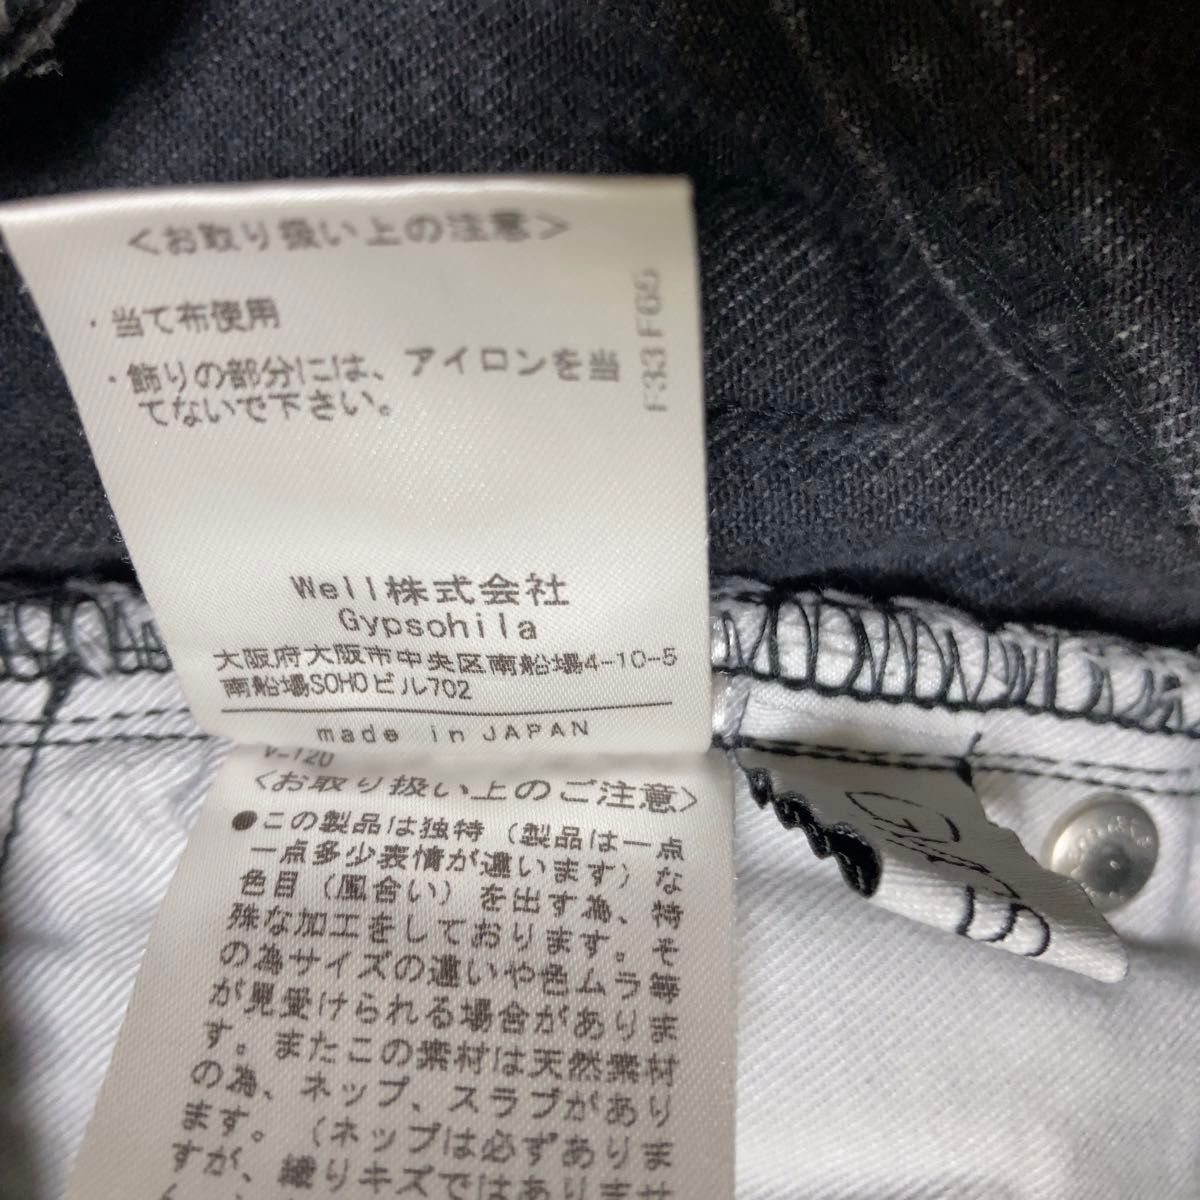 ＜お取り扱い上の注意＞
・当て布使用
・飾りの部分には、アイロンを当
てないで下さい。
F33 F65
Well株式会社
Gypsohila
大阪府大阪市中央区南船場4-10-5
南船場SOHOビル702
made in JAPAN
V-120
＜お取り扱い上のご注意＞
●この製品は独特（製品は一点
一点多少表情が違います）な
色目（風合い）を出す為、特
殊な加工をしております。そ
の為サイズの違いや色ムラ等
が見受けられる場合がありま
す。またこの素材は天然素材
の為、ネップ、スラブがあり
ます。（ネップは必ずありま
すが、織りキズではありませ